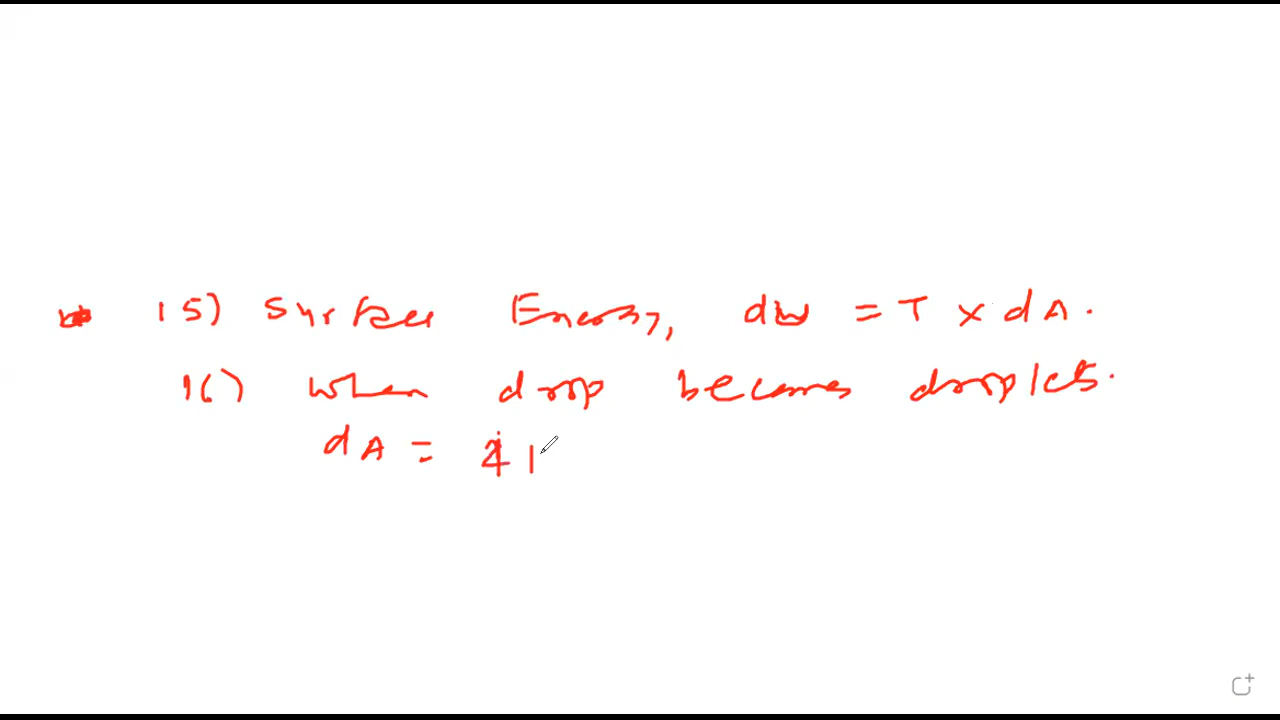 15) Surface Energy, dw = T x dA.
16) when drop becomes droplets.
dA = 4